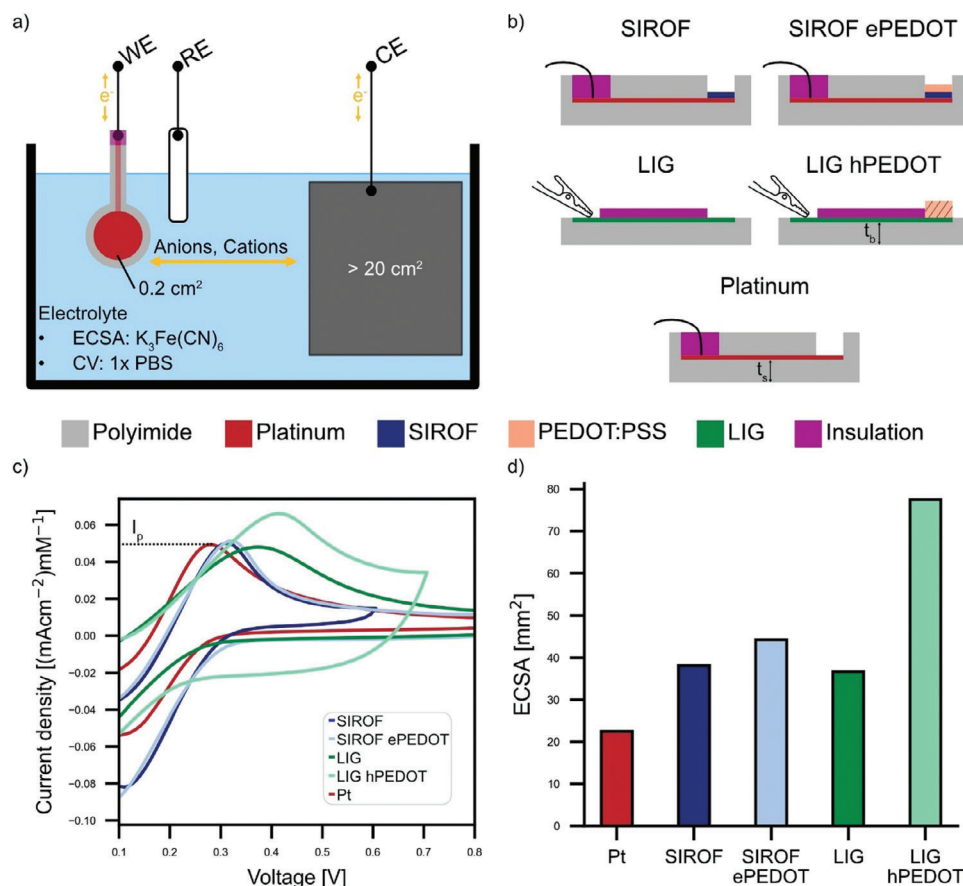 a)
WE
RE
CE
e⁻
e⁻
Anions, Cations
0.2 cm²
> 20 cm²
Electrolyte
• ECSA: K₃Fe(CN)₆
• CV: 1x PBS
b)
SIROF
SIROF ePEDOT
LIG
LIG hPEDOT
t_b
Platinum
t_s
Polyimide
Platinum
SIROF
PEDOT:PSS
LIG
Insulation
c)
Current density [(mAcm⁻²)mM⁻¹]
0.06
0.04
0.02
0.00
−0.02
−0.04
−0.06
−0.08
−0.10
I_p
SIROF
SIROF ePEDOT
LIG
LIG hPEDOT
Pt
0.1 0.2 0.3 0.4 0.5 0.6 0.7 0.8
Voltage [V]
d)
ECSA [mm²]
80
70
60
50
40
30
20
10
0
Pt
SIROF
SIROF
ePEDOT
LIG
LIG
hPEDOT